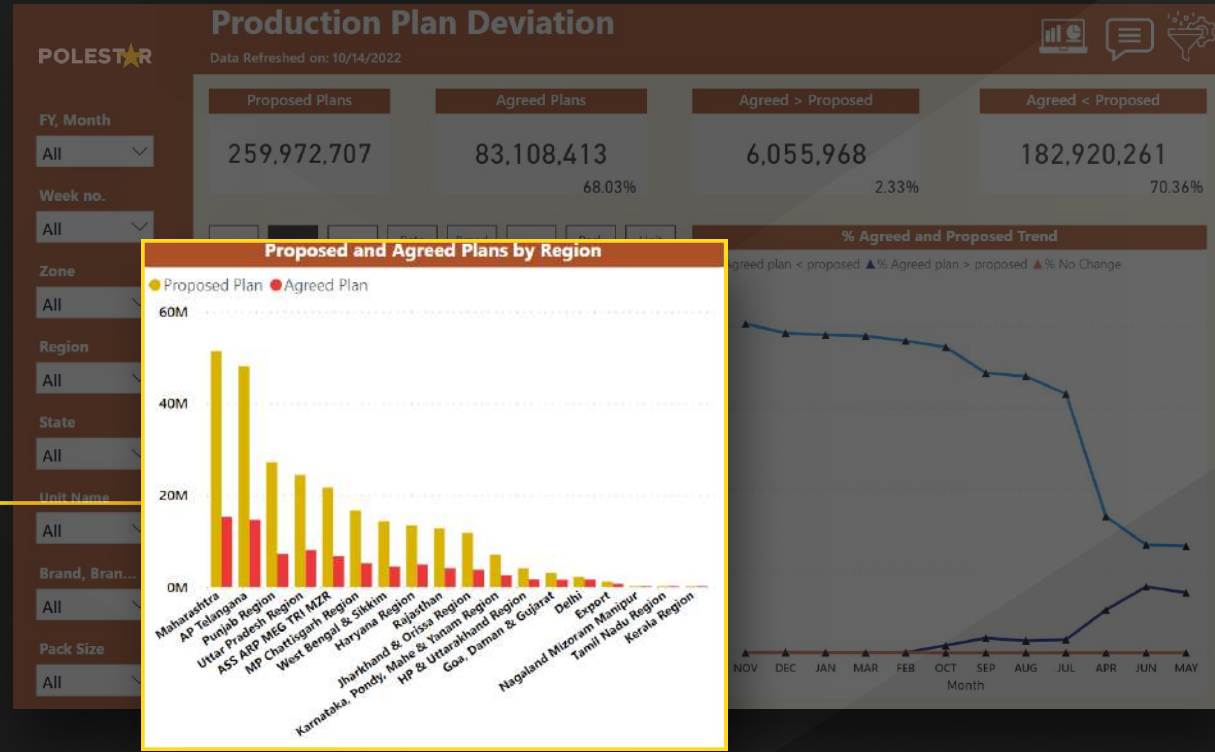 Production Plan Deviation
POLESTAR
Data Refreshed on: 10/14/2022
Proposed Plans
Agreed Plans
Agreed > Proposed
Agreed < Proposed
259,972,707
83,108,413
6,055,968
182,920,261
68.03%
2.33%
70.36%
FY, Month
All
Week no.
All
Zone
All
Region
All
State
All
Unit Name
All
Brand, Bran...
All
Pack Size
All
Proposed and Agreed Plans by Region
Proposed Plan
Agreed Plan
60M
40M
20M
0M
Maharashtra
AP Telangana
Punjab Region
Uttar Pradesh Region
ASS ARP MEG TRI MZR
MP Chattisgarh Region
West Bengal & Sikkim
Haryana Region
Rajasthan
Jharkhand & Orissa Region
Karnataka, Pondy, Mahe & Yanam Region
HP & Uttarakhand Region
Goa, Daman & Gujarat
Delhi
Export
Nagaland Mizoram Manipur
Tamil Nadu Region
Kerala Region
% Agreed and Proposed Trend
Agreed plan < proposed
% Agreed plan > proposed
% No Change
NOV
DEC
JAN
MAR
FEB
OCT
SEP
AUG
JUL
APR
JUN
MAY
Month